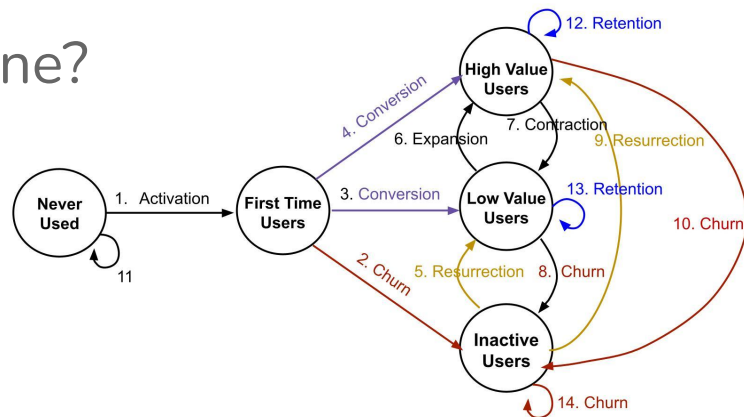 ne?
12. Retention
High Value
Users
4. Conversion
6. Expansion
7. Contraction
9. Resurrection
1. Activation
Never
Used
First Time
Users
3. Conversion
Low Value
Users
13. Retention
10. Churn
11
2. Churn
5. Resurrection
8. Churn
Inactive
Users
14. Churn